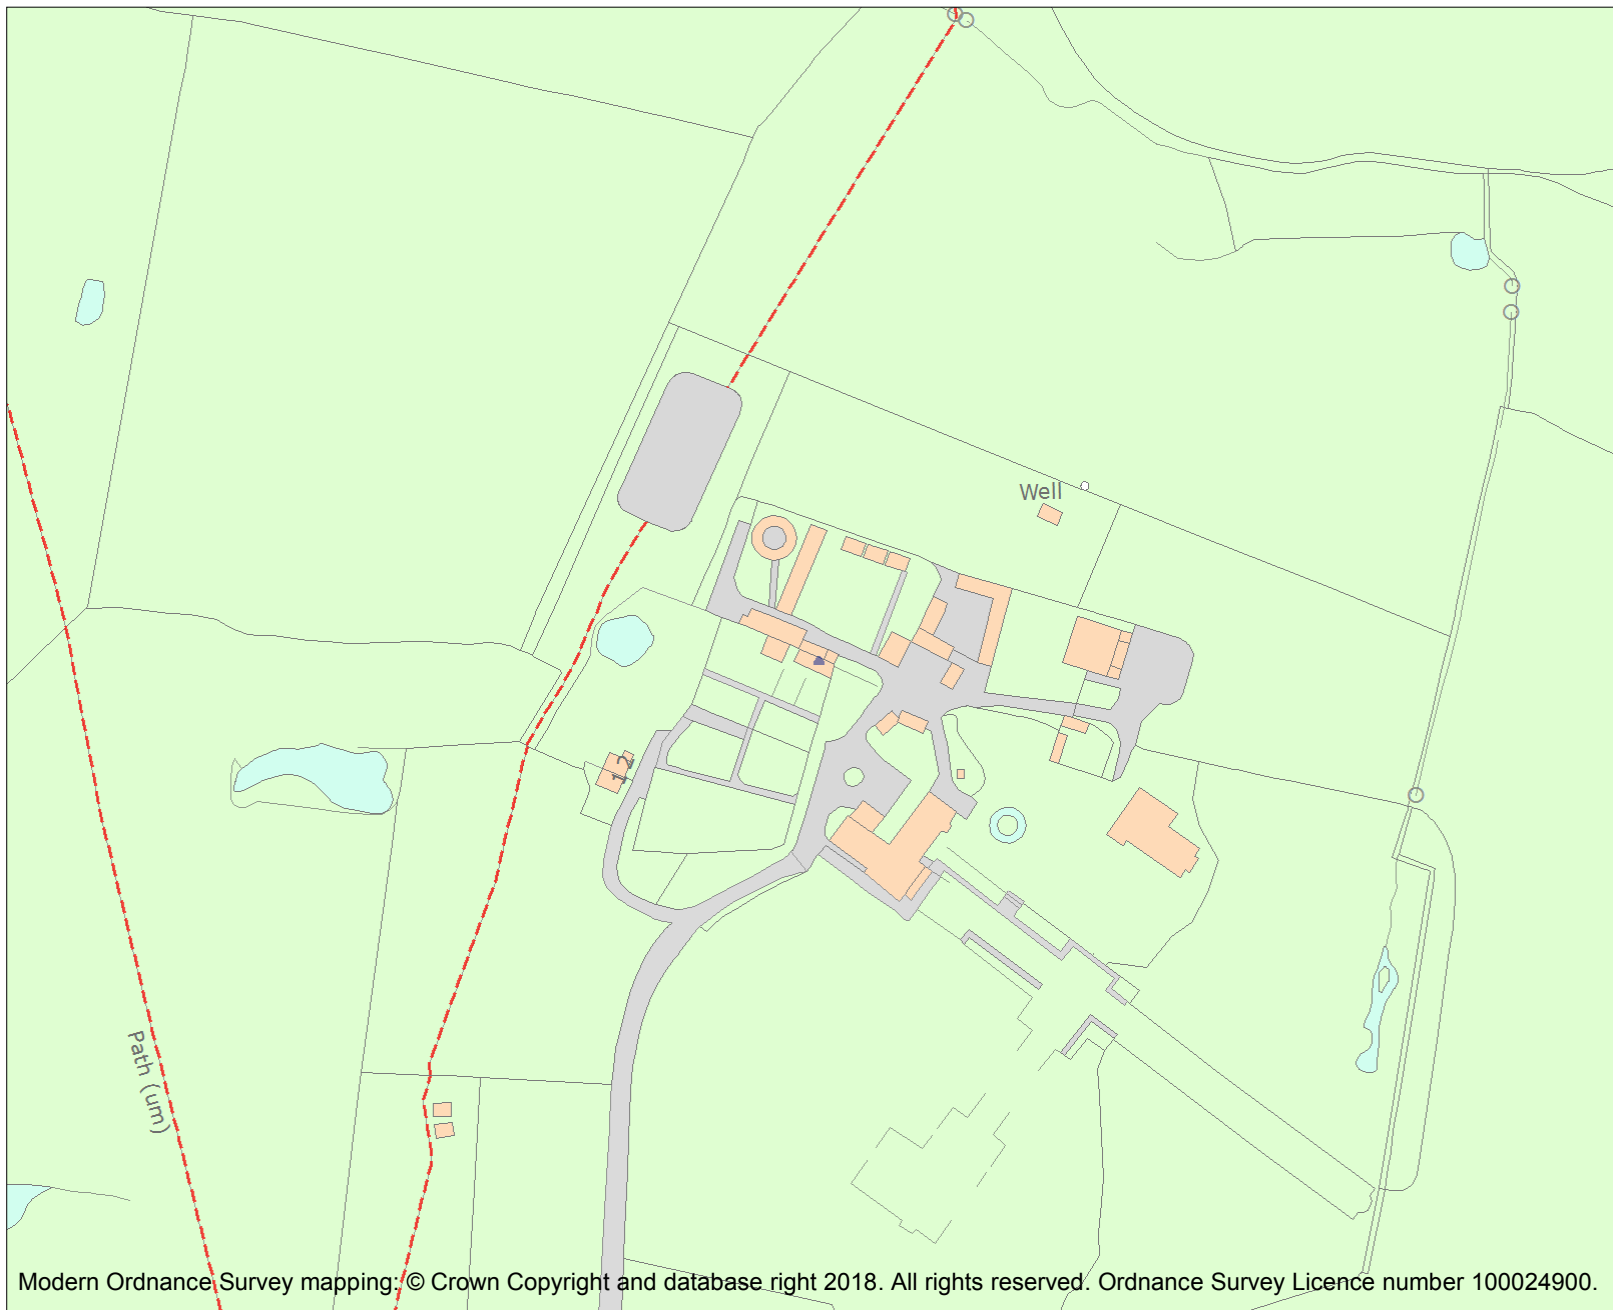 Well
12
Path (um)
Modern Ordnance Survey mapping: © Crown Copyright and database right 2018. All rights reserved. Ordnance Survey Licence number 100024900.